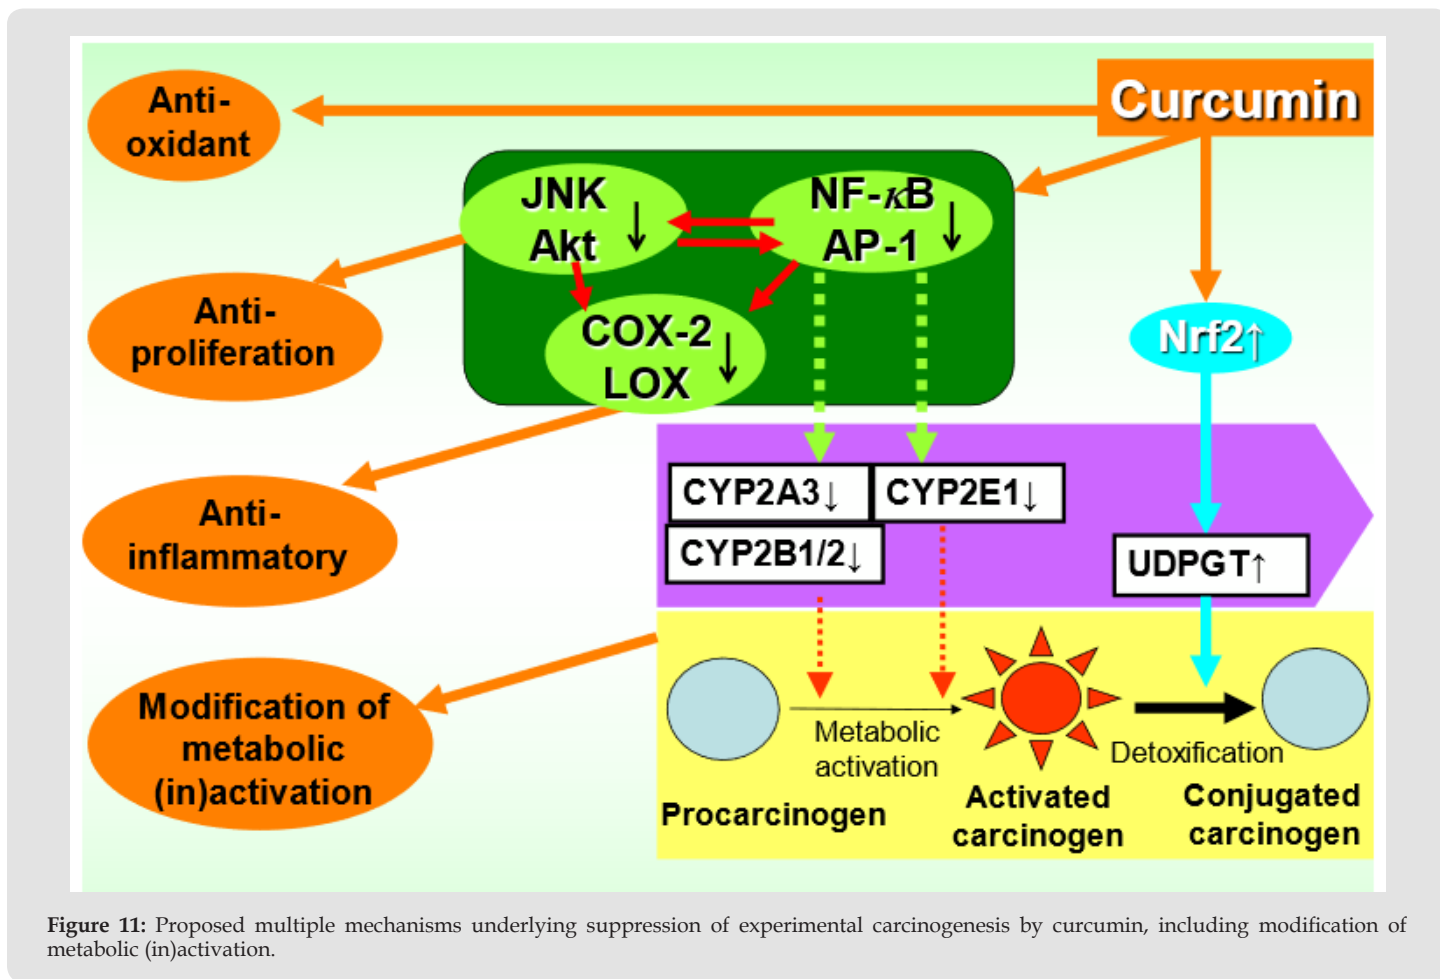 Curcumin
Anti-
oxidant
JNK
Akt ↓
NF-κB
AP-1 ↓
COX-2
LOX ↓
Anti-
proliferation
Nrf2↑
Anti-
inflammatory
CYP2A3↓
CYP2E1↓
CYP2B1/2↓
UDPGT↑
Modification of
metabolic
(in)activation
Metabolic
activation
Detoxification
Procarcinogen
Activated
carcinogen
Conjugated
carcinogen
Figure 11: Proposed multiple mechanisms underlying suppression of experimental carcinogenesis by curcumin, including modification of
metabolic (in)activation.